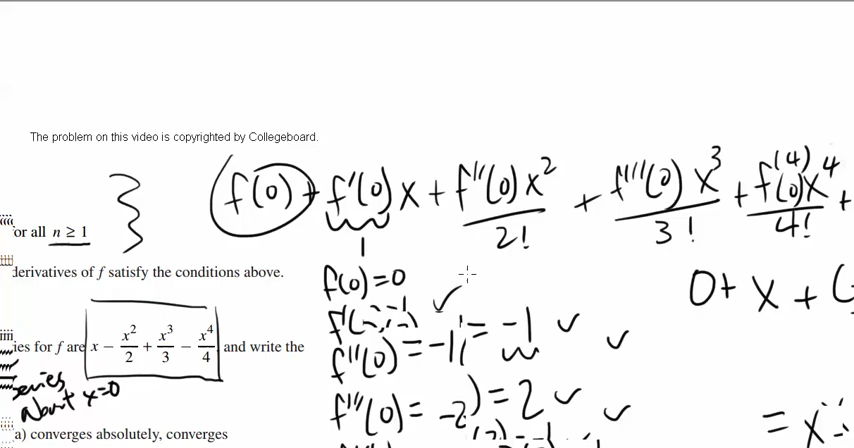 The problem on this video is copyrighted by Collegeboard.
f(0) + f'(0)x + f''(0)x²/2! + f'''(0)x³/3! + f⁽⁴⁾(0)x⁴/4! +
1
or all n ≥ 1
derivatives of f satisfy the conditions above.
f(0)=0
0+ x +
= -1
f''(0)= -1
ies for f are x − x²/2 + x³/3 − x⁴/4 and write the
series
about x=0
f'''(0) = -2 ) = 2
= x
a) converges absolutely, converges